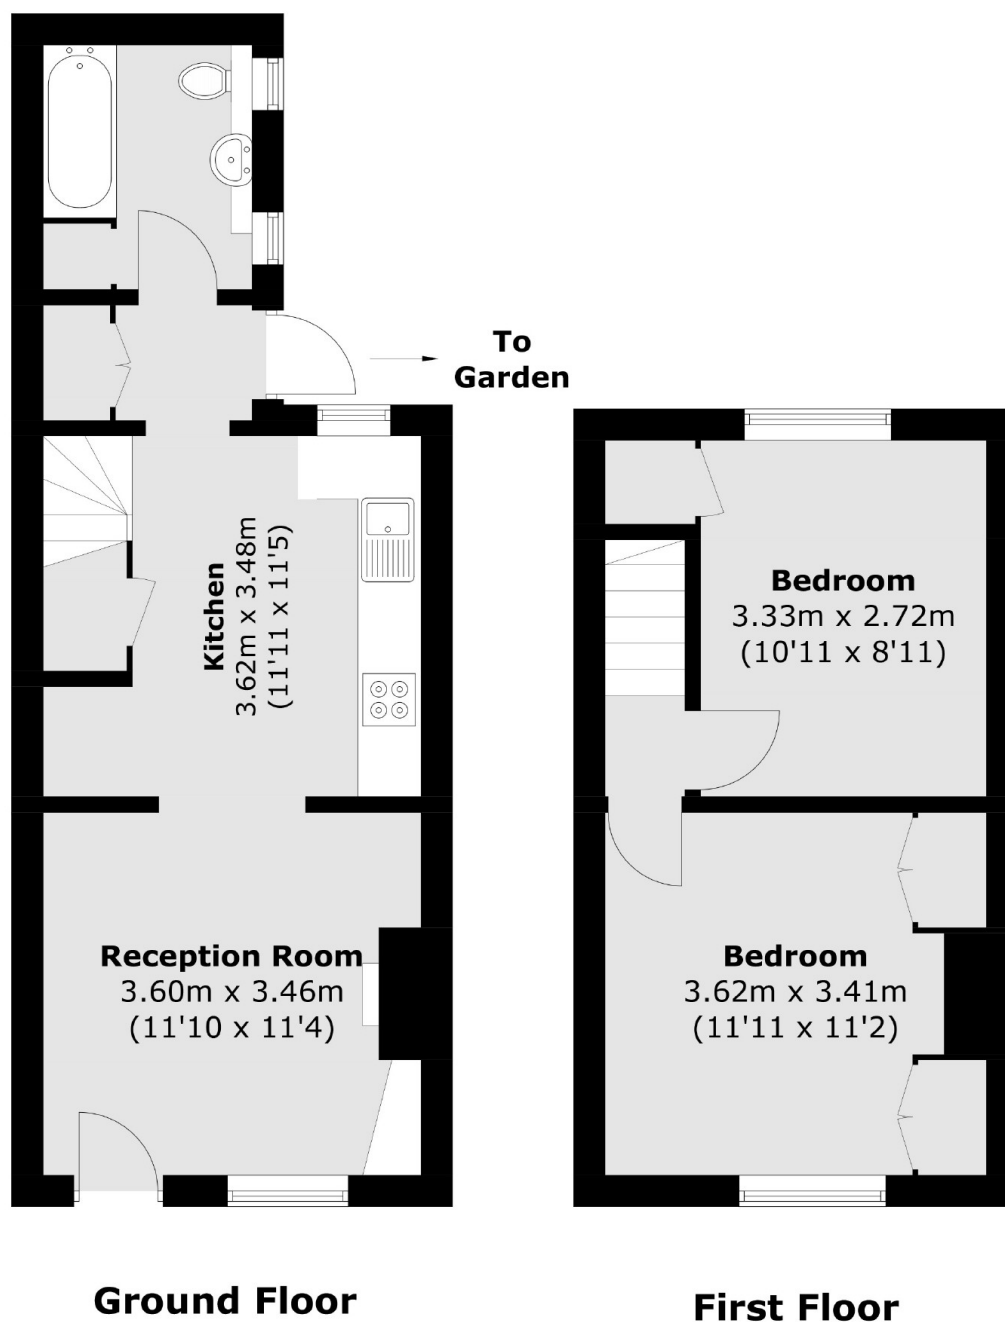 To
Garden
Kitchen
3.62m x 3.48m
(11'11 x 11'5)
Bedroom
3.33m x 2.72m
(10'11 x 8'11)
Reception Room
3.60m x 3.46m
(11'10 x 11'4)
Bedroom
3.62m x 3.41m
(11'11 x 11'2)
Ground Floor
First Floor